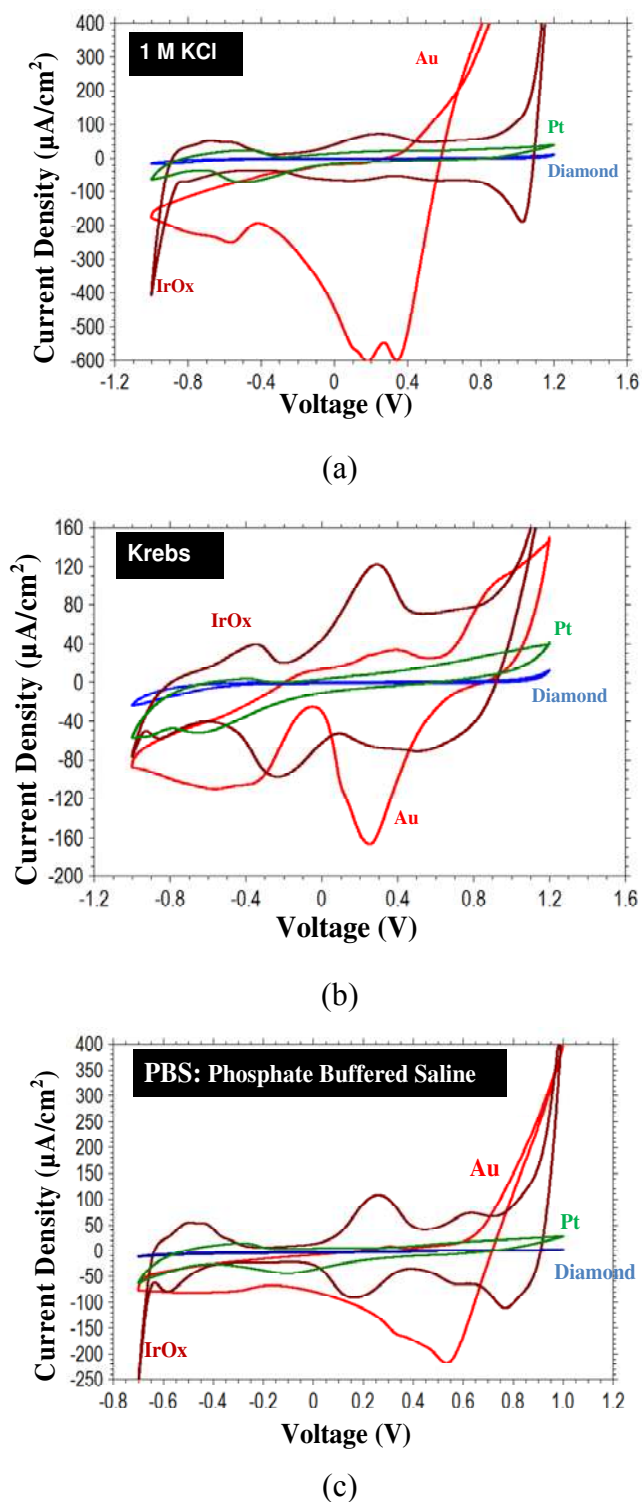 1 M KCl
Au
Pt
Diamond
IrOx
Current Density (µA/cm²)
400
300
200
100
0
-100
-200
-300
-400
-500
-600
-1.2 -0.8 -0.4 0 0.4 0.8 1.2 1.6
Voltage (V)
(a)
Krebs
IrOx
Pt
Diamond
Au
Current Density (µA/cm²)
160
120
80
40
0
-40
-80
-120
-160
-200
-1.2 -0.8 -0.4 0 0.4 0.8 1.2 1.6
Voltage (V)
(b)
PBS: Phosphate Buffered Saline
Au
Pt
Diamond
IrOx
Current Density (µA/cm²)
400
350
300
250
200
150
100
50
0
-50
-100
-150
-200
-250
-0.8 -0.6 -0.4 -0.2 0 0.2 0.4 0.6 0.8 1.0 1.2
Voltage (V)
(c)